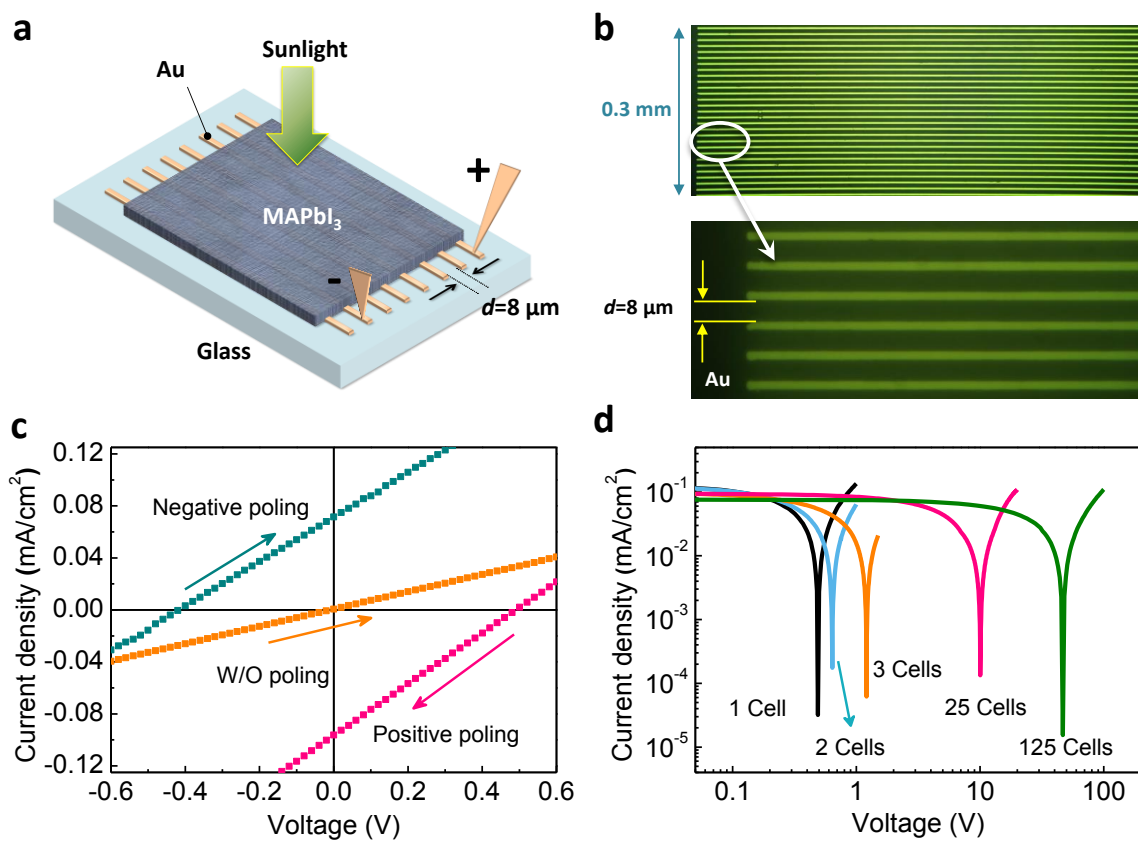 a
Sunlight
Au
+
MAPbI₃
-
d=8 μm
Glass
b
0.3 mm
d=8 μm
Au
c
Current density (mA/cm²)
0.12
0.08
0.04
0.00
-0.04
-0.08
-0.12
Negative poling
W/O poling
Positive poling
-0.6 -0.4 -0.2 0.0 0.2 0.4 0.6
Voltage (V)
d
Current density (mA/cm²)
10⁻¹
10⁻²
10⁻³
10⁻⁴
10⁻⁵
1 Cell
2 Cells
3 Cells
25 Cells
125 Cells
0.1 1 10 100
Voltage (V)